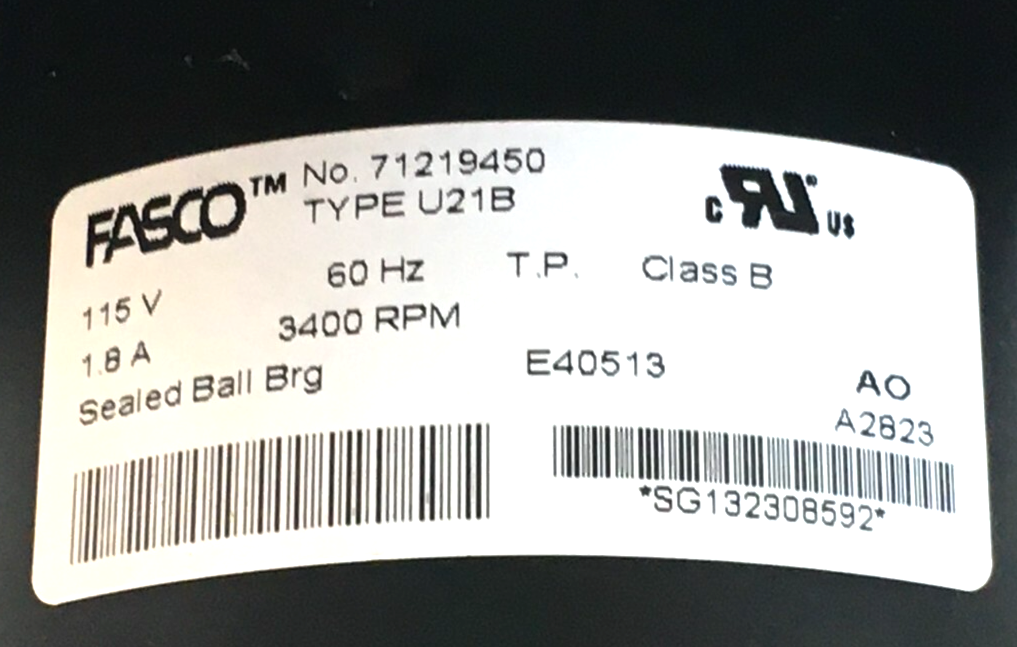 FASCO™ No. 71219450
TYPE U21B
C RU US
115 V 60 Hz T.P. Class B
1.8 A 3400 RPM
Sealed Ball Brg E40513
AO
A2823
*SG132308592*